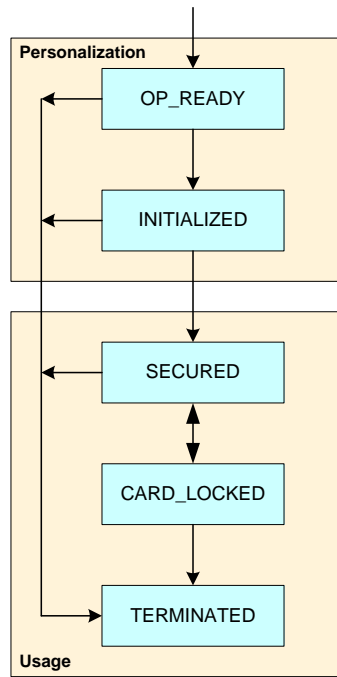 Personalization
OP_READY
INITIALIZED
SECURED
CARD_LOCKED
TERMINATED
Usage